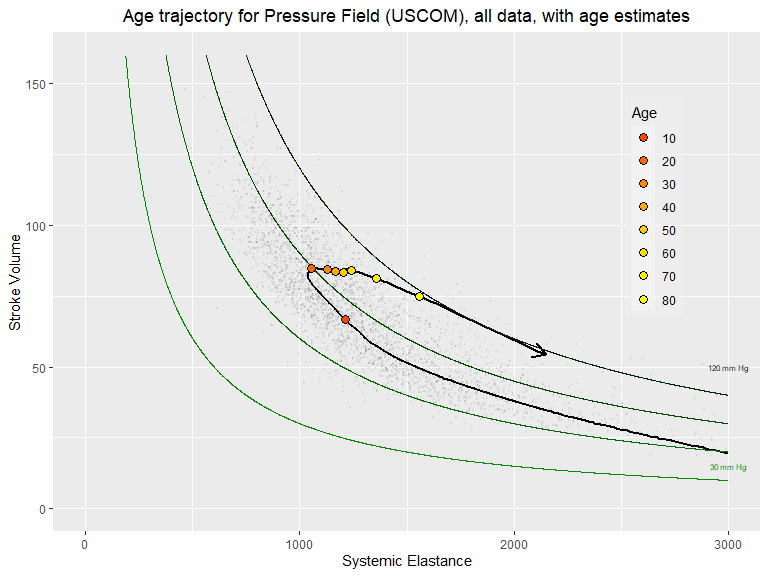 Age trajectory for Pressure Field (USCOM), all data, with age estimates
Stroke Volume
150
100
50
0
Age
10
20
30
40
50
60
70
80
120 mm Hg
30 mm Hg
0
1000
2000
3000
Systemic Elastance